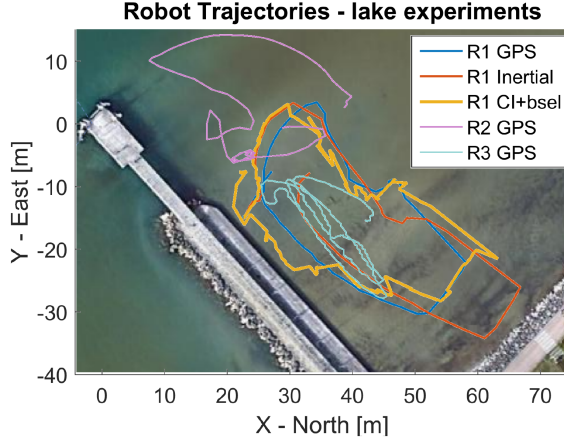 Robot Trajectories - lake experiments
R1 GPS
R1 Inertial
R1 CI+bsel
R2 GPS
R3 GPS
10
0
-10
-20
-30
-40
Y - East [m]
0
10
20
30
40
50
60
70
X - North [m]